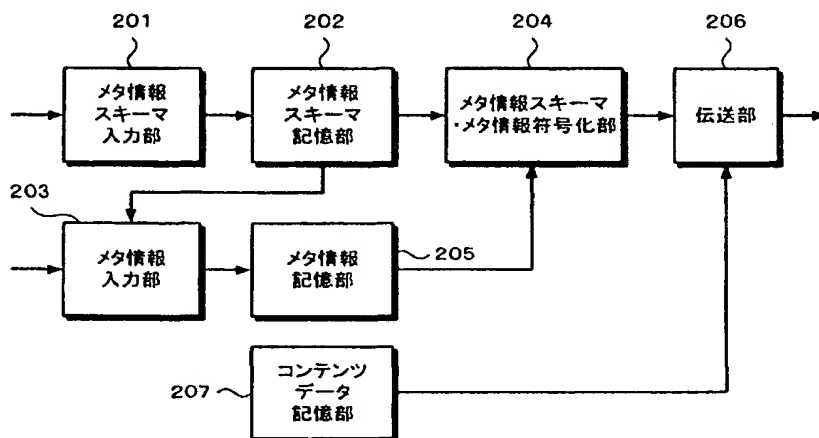 201
202
204
206
メタ情報
スキーマ
入力部
メタ情報
スキーマ
記憶部
メタ情報スキーマ
・メタ情報符号化部
伝送部
203
メタ情報
入力部
メタ情報
記憶部
205
207
コンテンツ
データ
記憶部